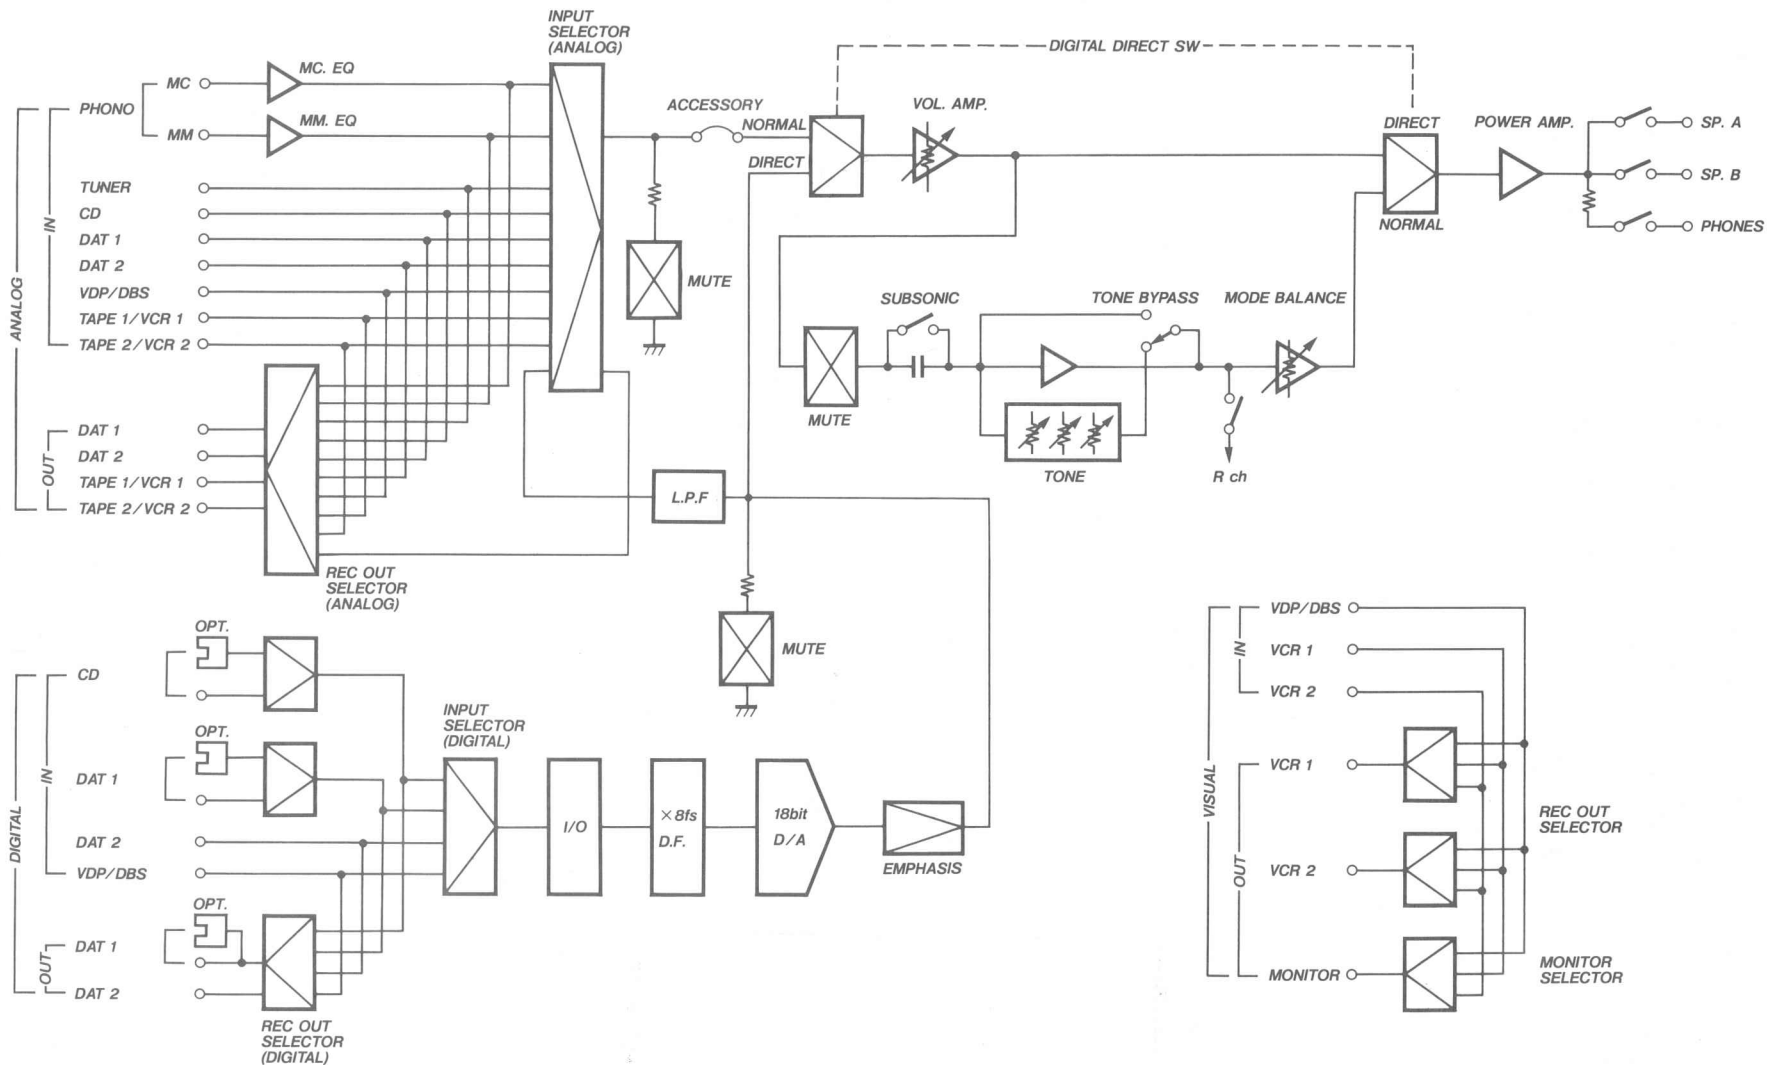 INPUT
SELECTOR
(ANALOG)
DIGITAL DIRECT SW
MC
MC. EQ
PHONO
MM
MM. EQ
ACCESSORY
NORMAL
DIRECT
VOL. AMP.
DIRECT
NORMAL
POWER AMP.
SP. A
SP. B
PHONES
IN
ANALOG
TUNER
CD
DAT 1
DAT 2
VDP/DBS
TAPE 1/VCR 1
TAPE 2/VCR 2
MUTE
SUBSONIC
TONE BYPASS
MODE BALANCE
MUTE
TONE
R ch
OUT
DAT 1
DAT 2
TAPE 1/VCR 1
TAPE 2/VCR 2
L.P.F
REC OUT
SELECTOR
(ANALOG)
MUTE
DIGITAL
IN
OPT.
CD
OPT.
DAT 1
DAT 2
VDP/DBS
INPUT
SELECTOR
(DIGITAL)
I/O
×8fs
D.F.
18bit
D/A
EMPHASIS
OUT
OPT.
DAT 1
DAT 2
REC OUT
SELECTOR
(DIGITAL)
VISUAL
IN
VDP/DBS
VCR 1
VCR 2
OUT
VCR 1
VCR 2
MONITOR
REC OUT
SELECTOR
MONITOR
SELECTOR